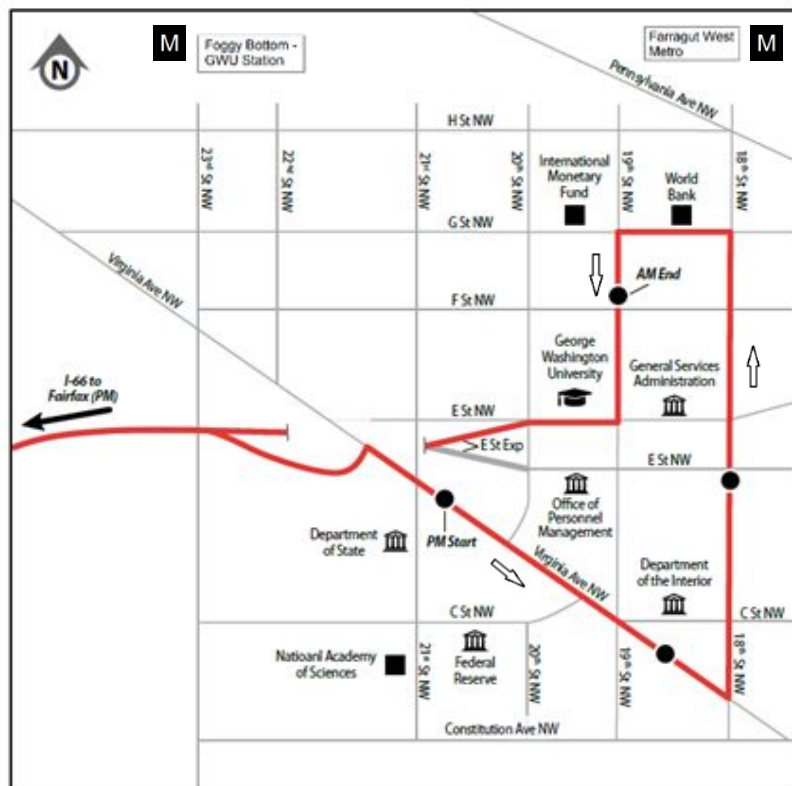 M
Foggy Bottom -
GWU Station
Farragut West
Metro
M
N
Pennsylvania Ave NW
H St NW
23rd St NW
22nd St NW
21st St NW
20th St NW
19th St NW
18th St NW
International
Monetary
Fund
World
Bank
G St NW
Virginia Ave NW
AM End
F St NW
George
Washington
University
General Services
Administration
I-66 to
Fairfax (PM)
E St NW
E St Exp
E St NW
Office of
Personnel
Management
Department
of State
PM Start
Virginia Ave NW
Department
of the Interior
C St NW
C St NW
Natioanl Academy
of Sciences
21st St NW
Federal
Reserve
20th St NW
19th St NW
18th St NW
Constitution Ave NW